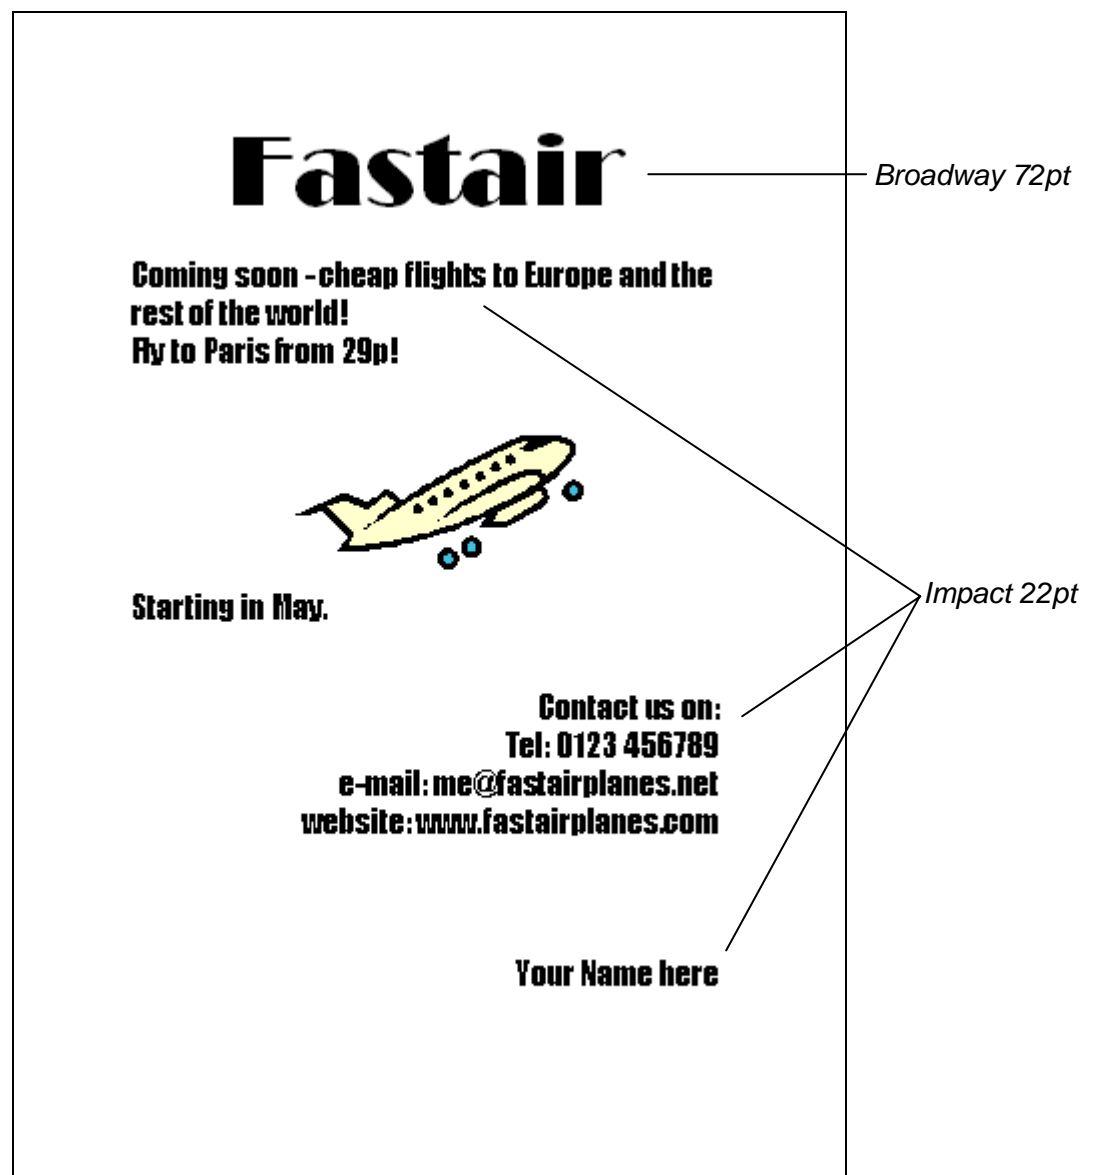 Fastair
Broadway 72pt
Coming soon - cheap flights to Europe and the
rest of the world!
Fly to Paris from 29p!
Impact 22pt
Starting in May.
Contact us on:
Tel: 0123 456789
e-mail: me@fastairplanes.net
website: www.fastairplanes.com
Your Name here